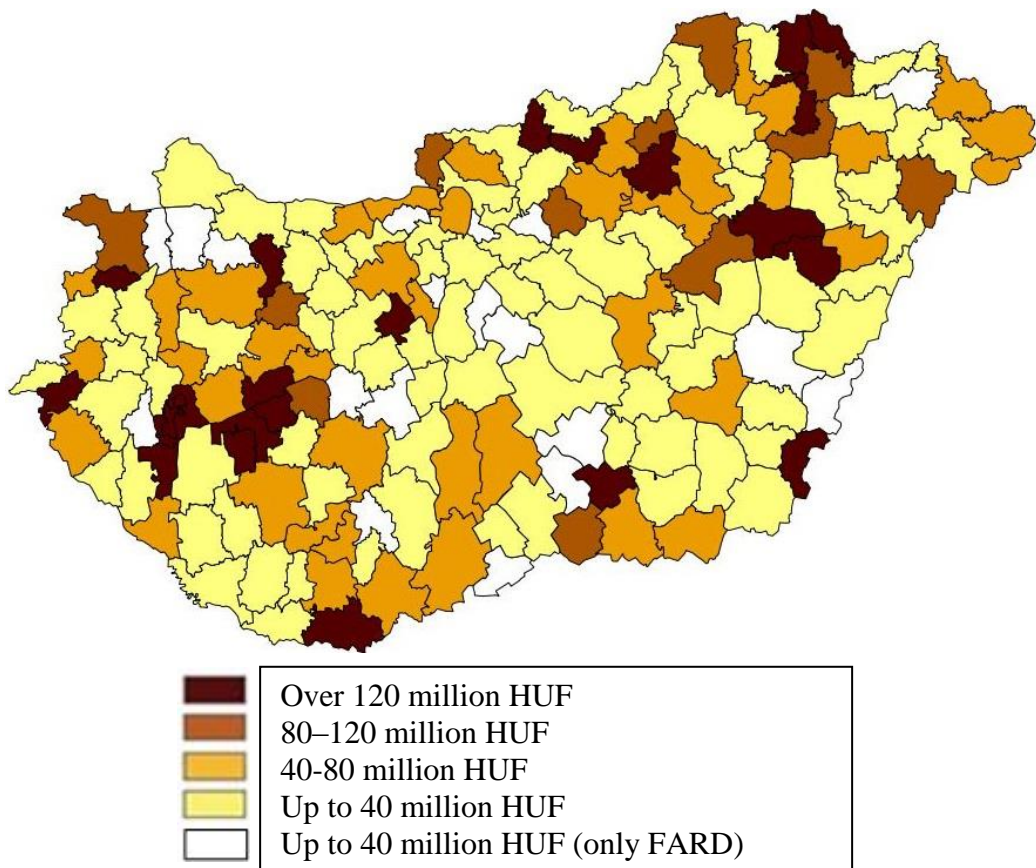 Over 120 million HUF
80–120 million HUF
40-80 million HUF
Up to 40 million HUF
Up to 40 million HUF (only FARD)